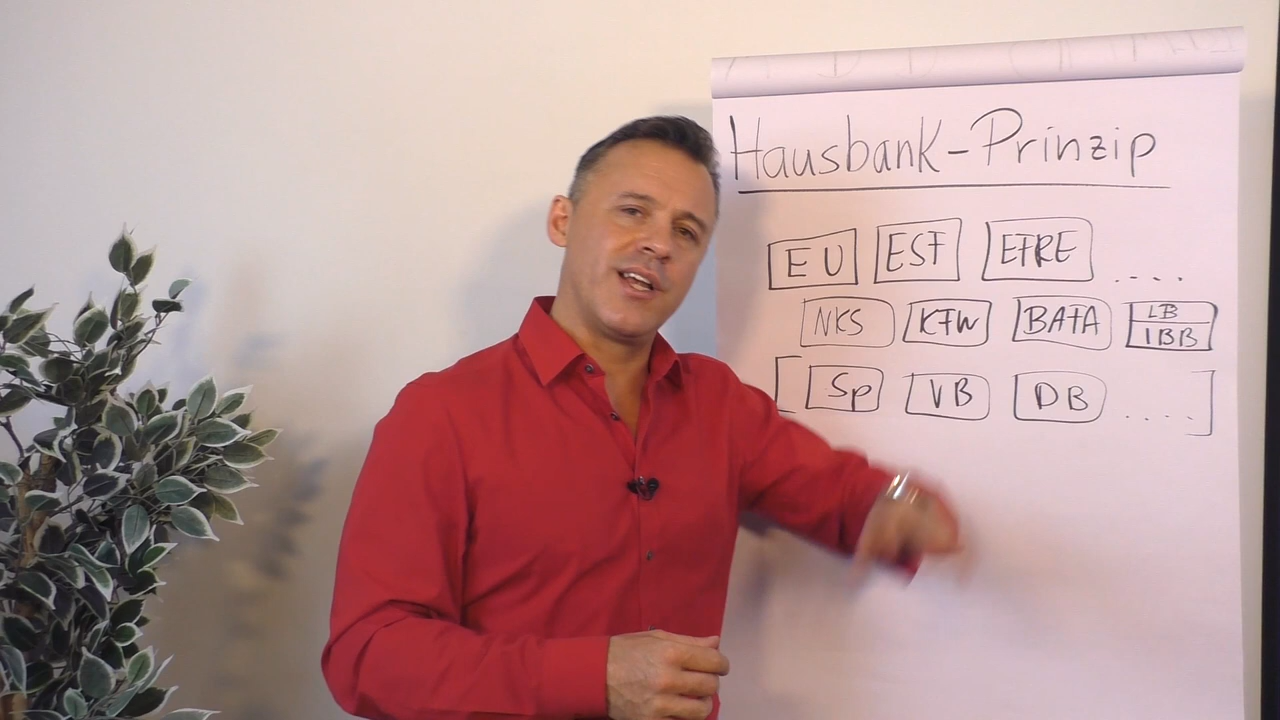 Hausbank-Prinzip
EU ESF EFRE ....
NKS KFW BAFA LB
IBB
[ Sp VB DB .... ]